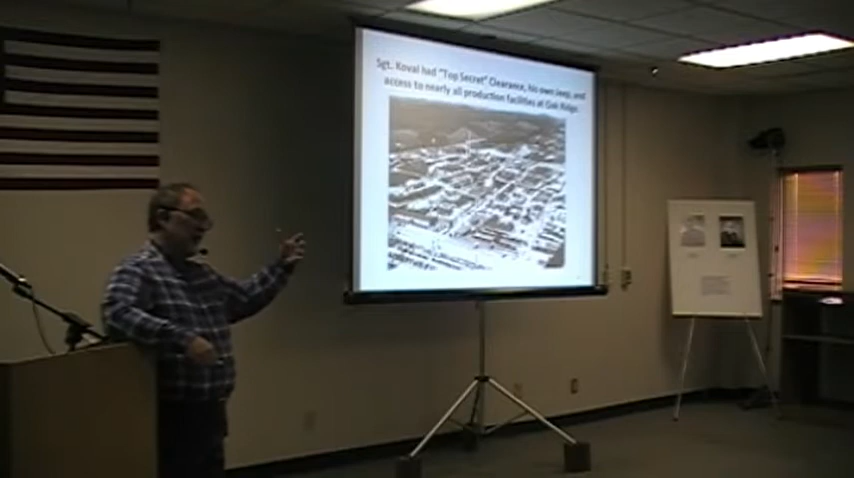 Sgt. Koval had "Top Secret" Clearance, his own Jeep, and
access to nearly all production facilities at Oak Ridge.